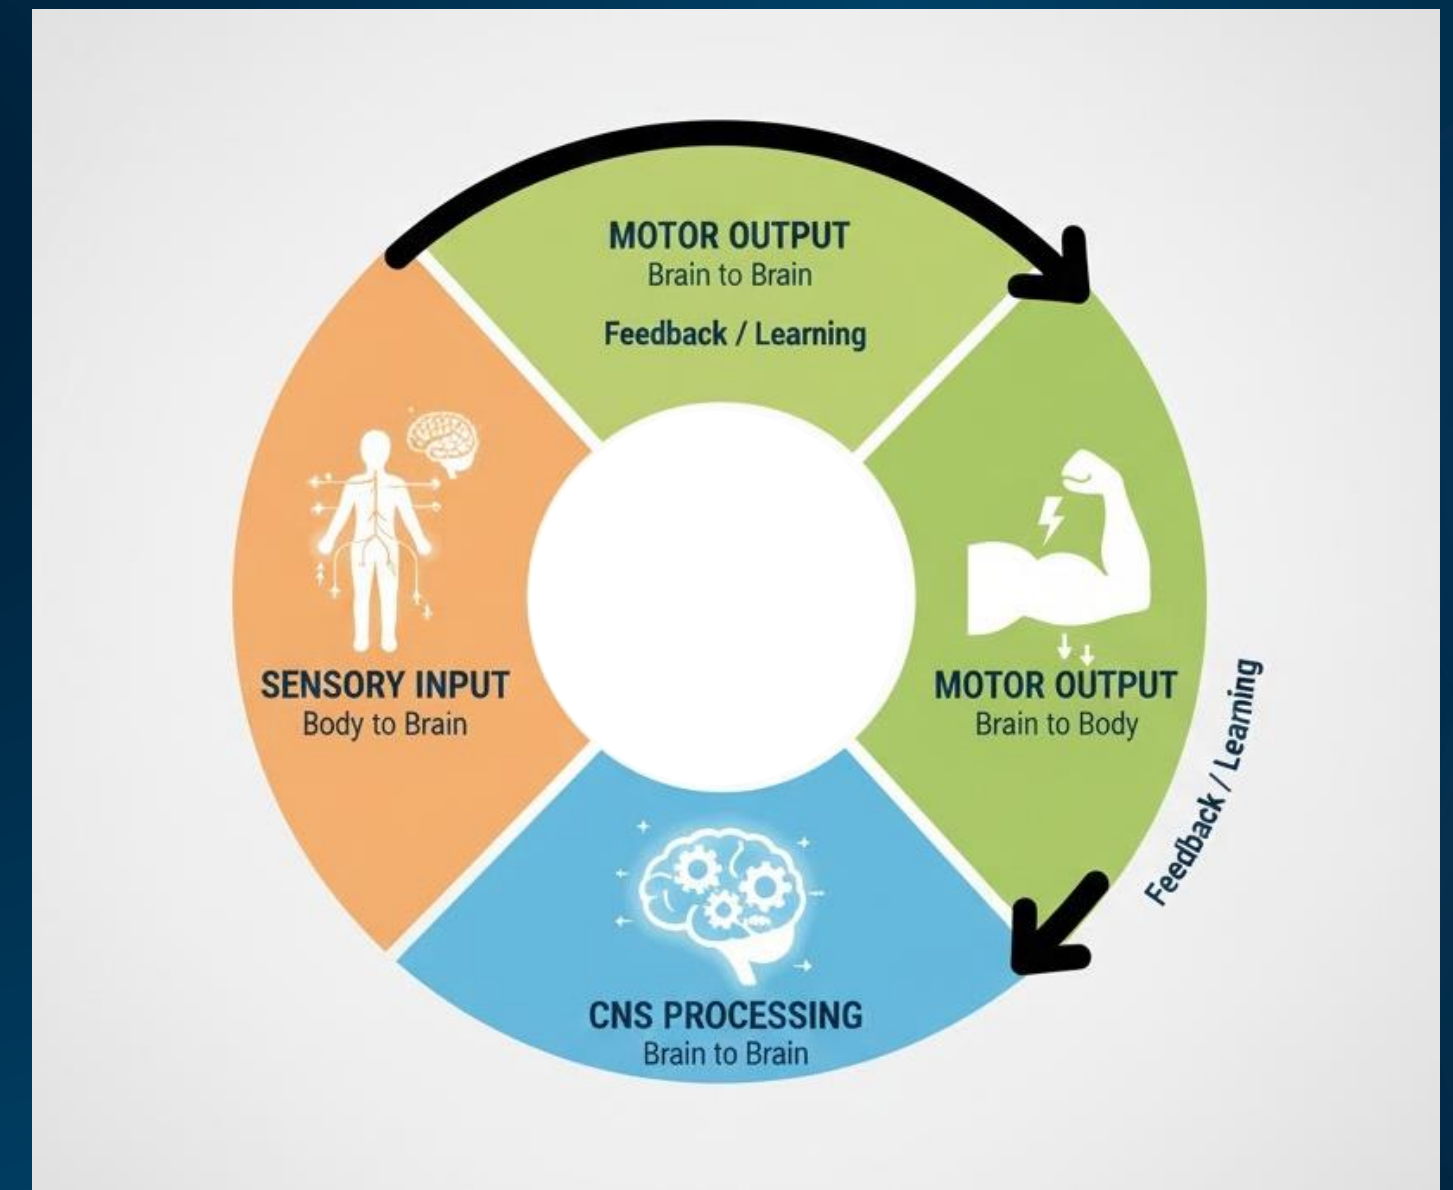 MOTOR OUTPUT
Brain to Brain
Feedback / Learning
SENSORY INPUT
Body to Brain
MOTOR OUTPUT
Brain to Body
Feedback / Learning
CNS PROCESSING
Brain to Brain